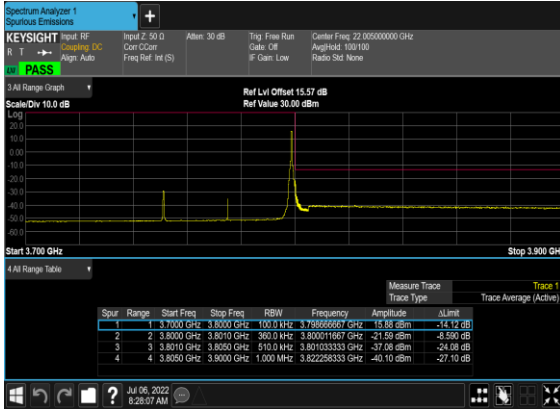 Spectrum Analyzer 1
Spurious Emissions
+
KEYSIGHT Input: RF Input Z: 50 Ω Atten: 30 dB Trig: Free Run Center Freq: 22.005000000 GHz
R T Coupling: DC Corr CCorr Gate: Off Avg|Hold: 100/100
Align: Auto Freq Ref: Int (S) IF Gain: Low Radio Std: None
PASS
3 All Range Graph
Ref Lvl Offset 15.57 dB
Scale/Div 10.0 dB Ref Value 30.00 dBm
Log
20.0
10.0
0.00
-10.0
-20.0
-30.0
-40.0
-50.0
-60.0
Start 3.700 GHz Stop 3.900 GH
4 All Range Table
Measure Trace Trace 1
Trace Type Trace Average (Active)
Spur Range Start Freq Stop Freq RBW Frequency Amplitude ΔLimit
1 1 3.7000 GHz 3.8000 GHz 100.0 kHz 3.798666667 GHz 15.88 dBm -14.12 dB
2 2 3.8000 GHz 3.8010 GHz 360.0 kHz 3.800011667 GHz -21.59 dBm -8.590 dB
3 3 3.8010 GHz 3.8050 GHz 510.0 kHz 3.801033333 GHz -37.08 dBm -24.08 dB
4 4 3.8050 GHz 3.9000 GHz 1.000 MHz 3.822258333 GHz -40.10 dBm -27.10 dB
?
Jul 06, 2022
8:28:07 AM